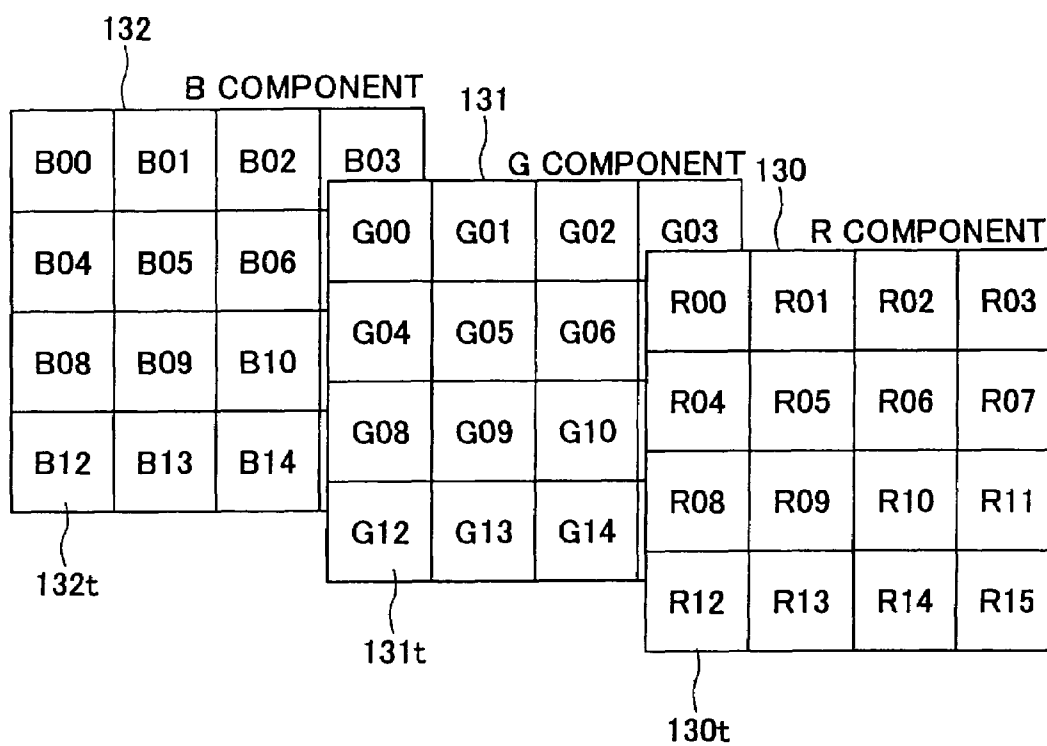 132
B COMPONENT
131
G COMPONENT
130
R COMPONENT
B00 B01 B02 B03
B04 B05 B06
B08 B09 B10
B12 B13 B14
132t
G00 G01 G02 G03
G04 G05 G06
G08 G09 G10
G12 G13 G14
131t
R00 R01 R02 R03
R04 R05 R06 R07
R08 R09 R10 R11
R12 R13 R14 R15
130t